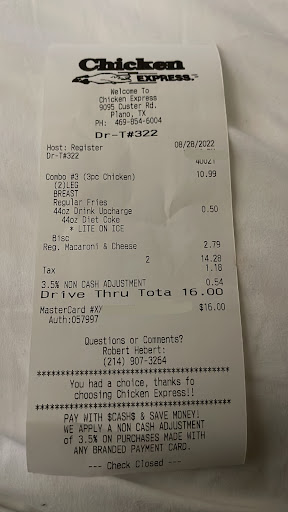 Chicken
EXPRESS
Welcome To
Chicken Express
9095 Custer Rd.
Plano, TX
PH: 469-854-6004
Dr-T#322
Host: Register 08/28/2022
Dr-T#322
40021
Combo #3 (3pc Chicken) 10.99
(2)LEG
BREAST
Regular Fries
44oz Drink Upcharge 0.50
44oz Diet Coke
* LITE ON ICE
Bisc
Reg. Macaroni & Cheese 2.79
2 14.28
Tax 1.18
3.5% NON CASH ADJUSTMENT 0.54
Drive Thru Tota 16.00
MasterCard #XX $16.00
Auth:057997
Questions or Comments?
Robert Hebert:
(214) 907-3264
************************************
You had a choice, thanks fo
choosing Chicken Express!!
************************************
PAY WITH $CASH$ & SAVE MONEY!
WE APPLY A NON CASH ADJUSTMENT
of 3.5% ON PURCHASES MADE WITH
ANY BRANDED PAYMENT CARD.
--- Check Closed ---